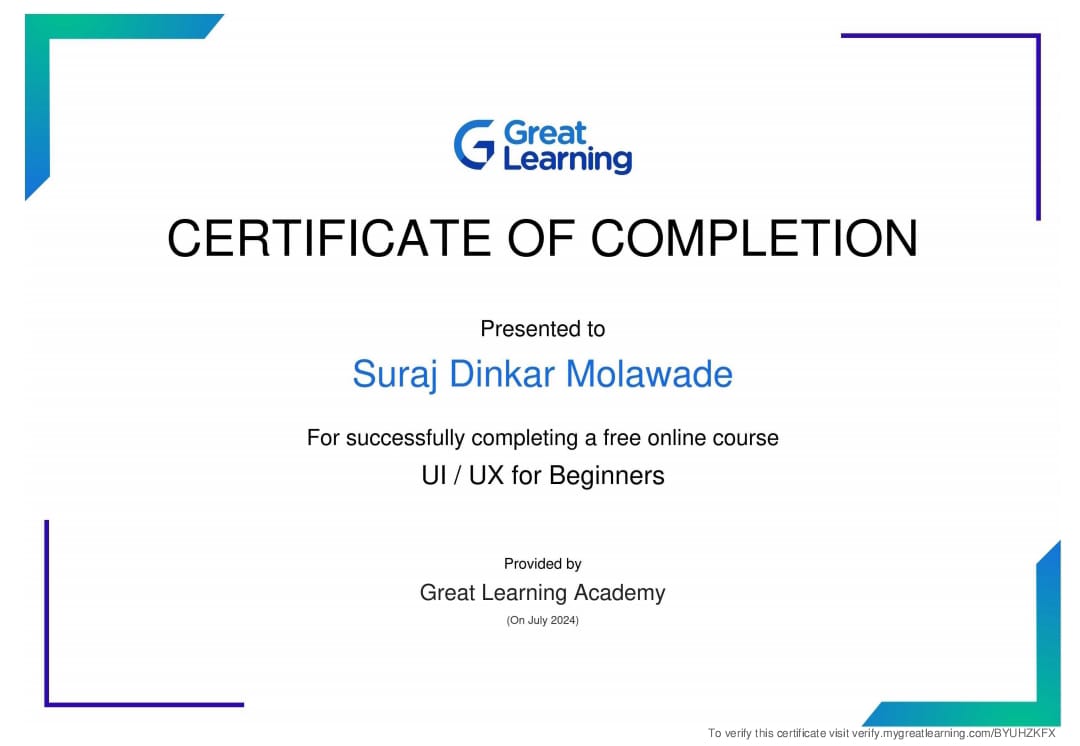 Great
Learning
CERTIFICATE OF COMPLETION
Presented to
Suraj Dinkar Molawade
For successfully completing a free online course
UI / UX for Beginners
Provided by
Great Learning Academy
(On July 2024)
To verify this certificate visit verify.mygreatlearning.com/BYUHZKFX